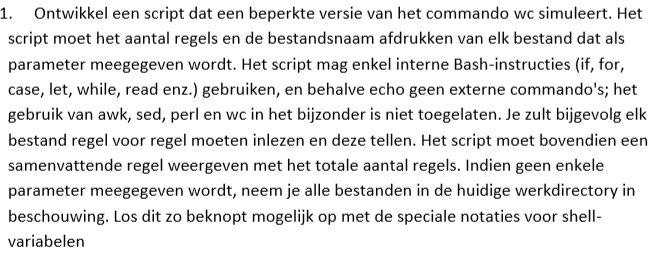 1. Ontwikkel een script dat een beperkte versie van het commando wc simuleert. Het
script moet het aantal regels en de bestandsnaam afdrukken van elk bestand dat als
parameter meegegeven wordt. Het script mag enkel interne Bash-instructies (if, for,
case, let, while, read enz.) gebruiken, en behalve echo geen externe commando's; het
gebruik van awk, sed, perl en wc in het bijzonder is niet toegelaten. Je zult bijgevolg elk
bestand regel voor regel moeten inlezen en deze tellen. Het script moet bovendien een
samenvattende regel weergeven met het totale aantal regels. Indien geen enkele
parameter meegegeven wordt, neem je alle bestanden in de huidige werkdirectory in
beschouwing. Los dit zo beknopt mogelijk op met de speciale notaties voor shell-
variabelen